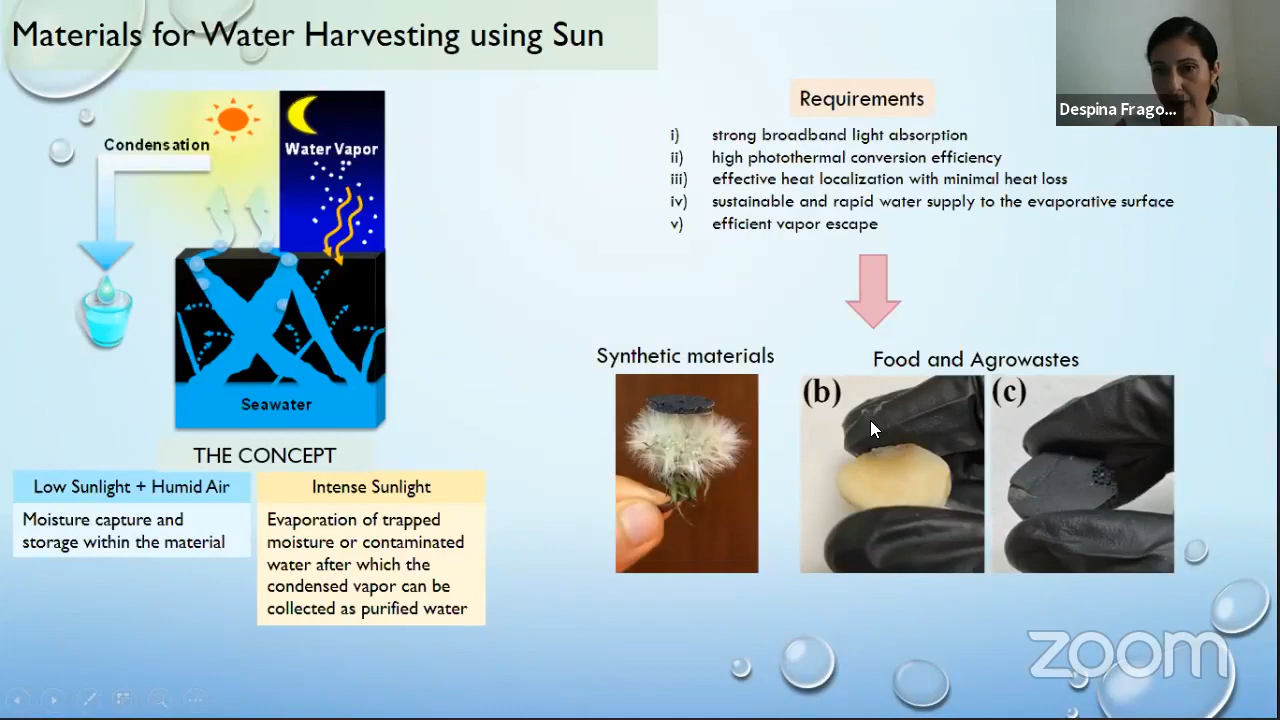 Materials for Water Harvesting using Sun
Despina Frago...
Condensation
Water Vapor
Seawater
THE CONCEPT
Low Sunlight + Humid Air
Moisture capture and
storage within the material
Intense Sunlight
Evaporation of trapped
moisture or contaminated
water after which the
condensed vapor can be
collected as purified water
Requirements
i) strong broadband light absorption
ii) high photothermal conversion efficiency
iii) effective heat localization with minimal heat loss
iv) sustainable and rapid water supply to the evaporative surface
v) efficient vapor escape
Synthetic materials
Food and Agrowastes
(b)
(c)
zoom